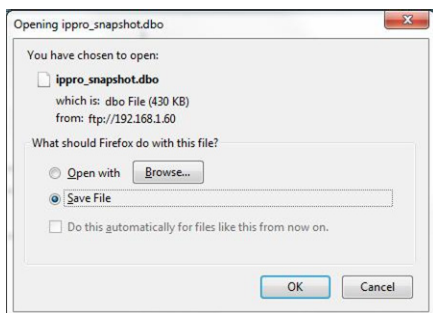 Opening ippro_snapshot.dbo
You have chosen to open:
ippro_snapshot.dbo
which is: dbo File (430 KB)
from: ftp://192.168.1.60
What should Firefox do with this file?
Open with
Browse...
Save File
Do this automatically for files like this from now on.
OK
Cancel